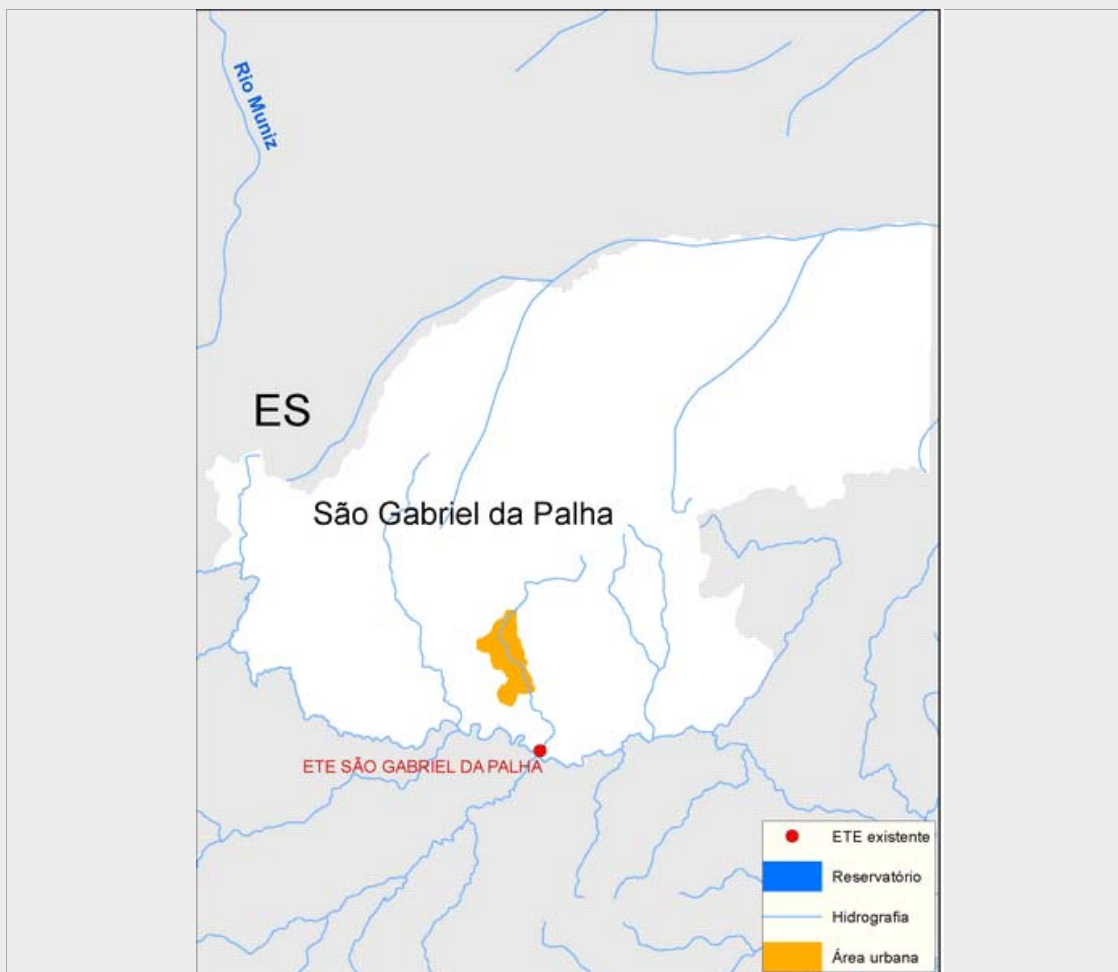 Rio Muniz
ES
São Gabriel da Palha
ETE SÃO GABRIEL DA PALHA
ETE existente
Reservatório
Hidrografia
Área urbana